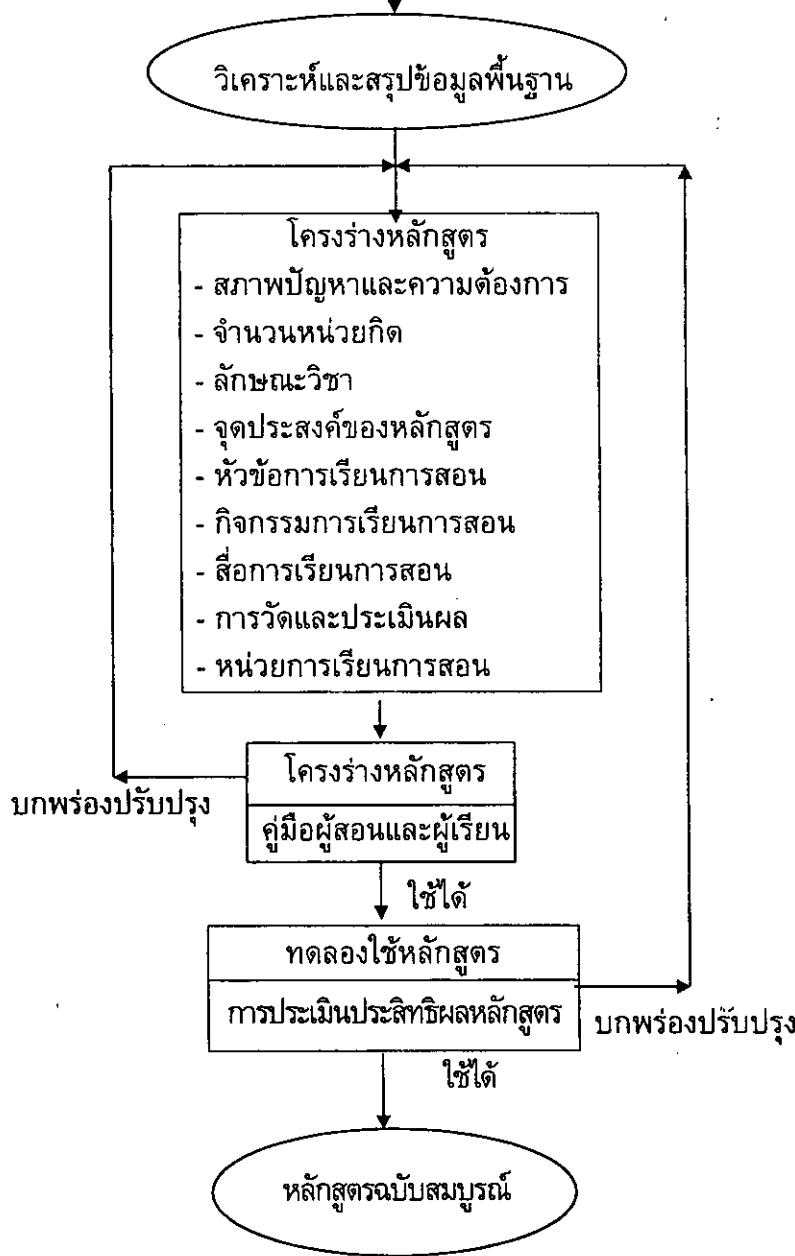 วิเคราะห์และสรุปข้อมูลพื้นฐาน
โครงร่างหลักสูตร
- สภาพปัญหาและความต้องการ
- จำนวนหน่วยกิด
- ลักษณะวิชา
- จุดประสงค์ของหลักสูตร
- หัวข้อการเรียนการสอน
- กิจกรรมการเรียนการสอน
- สื่อการเรียนการสอน
- การวัดและประเมินผล
- หน่วยการเรียนการสอน
โครงร่างหลักสูตร
บกพร่องปรับปรุง
คู่มือผู้สอนและผู้เรียน
ใช้ได้
ทดลองใช้หลักสูตร
การประเมินประสิทธิผลหลักสูตร
บกพร่องปรับปรุง
ใช้ได้
หลักสูตรฉบับสมบูรณ์